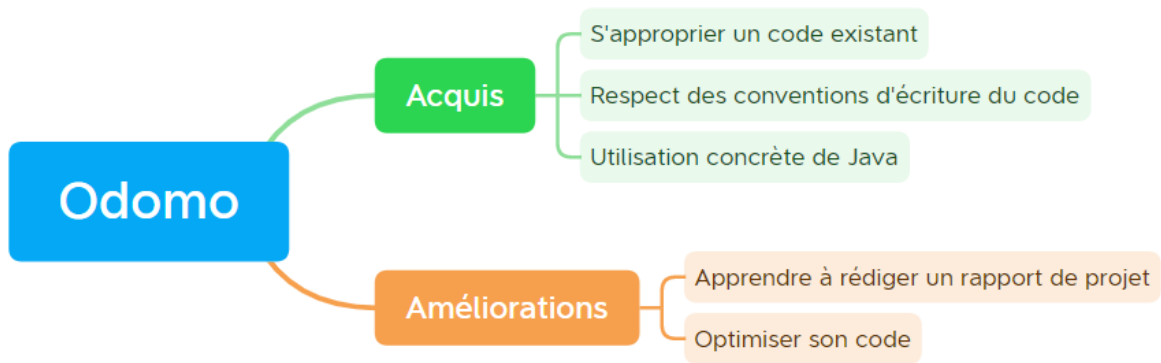 Odomo
Acquis
S'approprier un code existant
Respect des conventions d'écriture du code
Utilisation concrète de Java
Améliorations
Apprendre à rédiger un rapport de projet
Optimiser son code